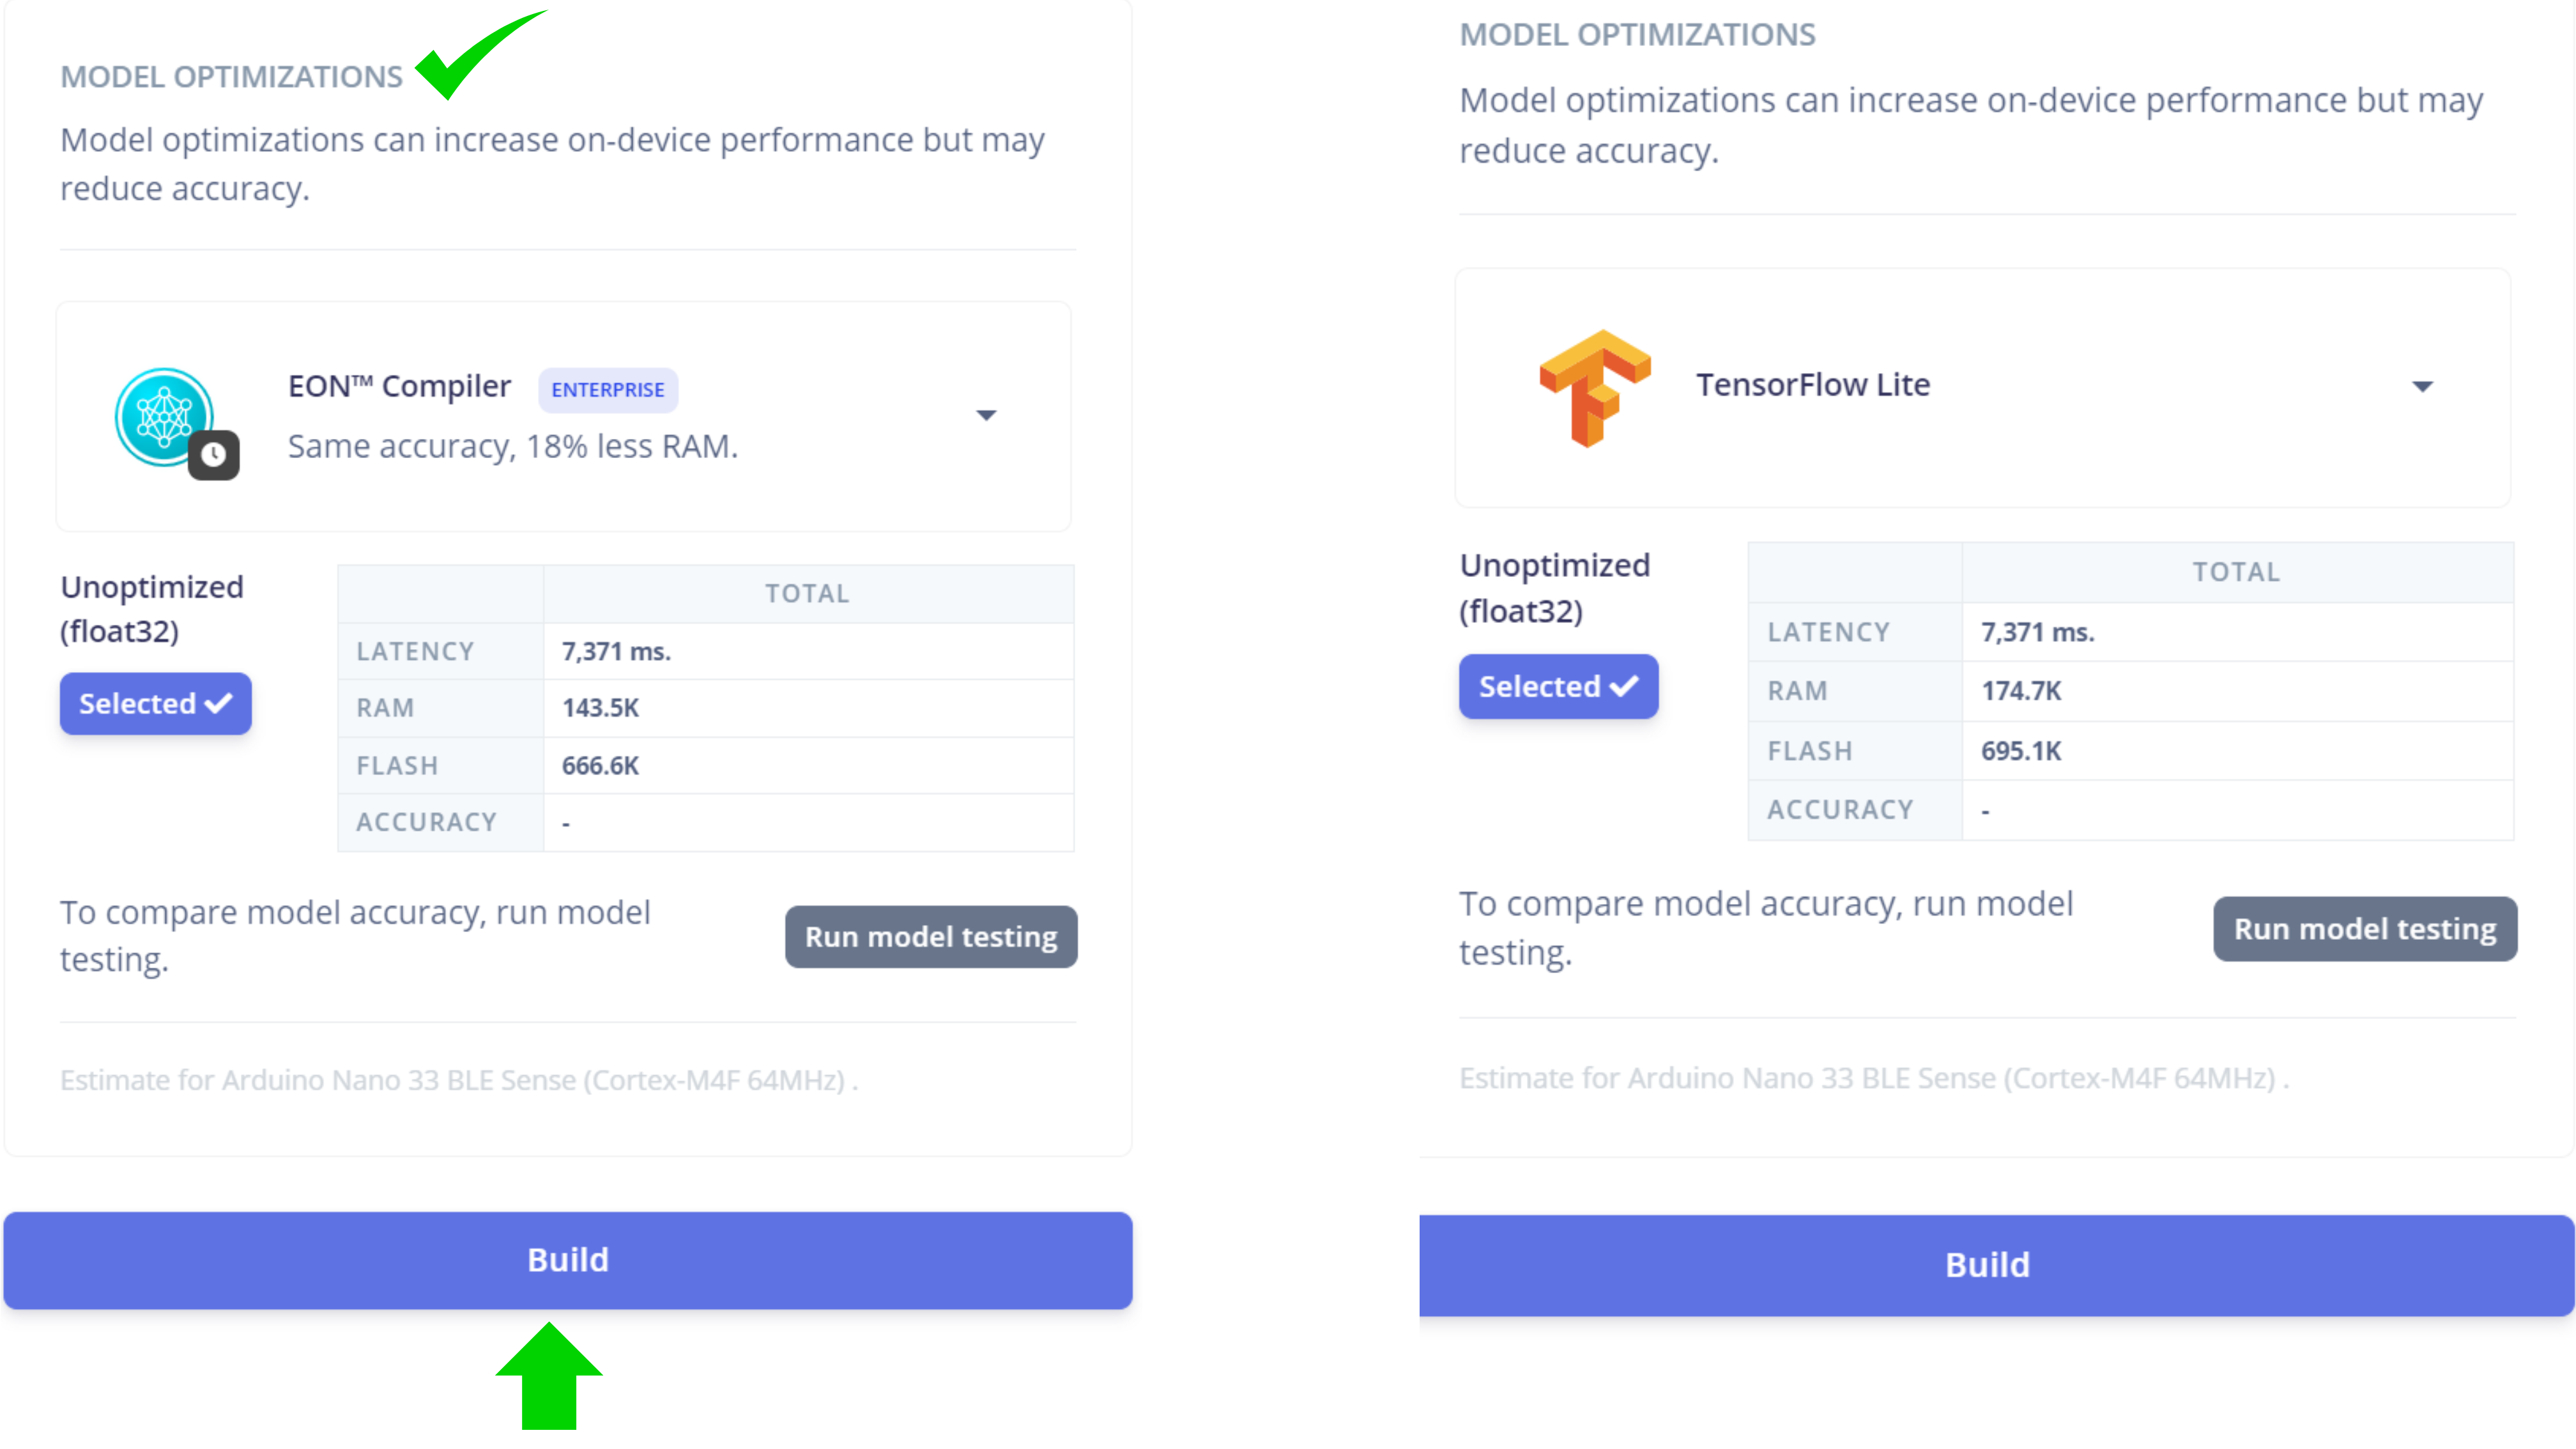 MODEL OPTIMIZATIONS
Model optimizations can increase on-device performance but may
reduce accuracy.
EON™ Compiler ENTERPRISE
Same accuracy, 18% less RAM.
Unoptimized
(float32)
Selected
TOTAL
LATENCY 7,371 ms.
RAM 143.5K
FLASH 666.6K
ACCURACY -
To compare model accuracy, run model
testing.
Run model testing
Estimate for Arduino Nano 33 BLE Sense (Cortex-M4F 64MHz) .
Build
MODEL OPTIMIZATIONS
Model optimizations can increase on-device performance but may
reduce accuracy.
TensorFlow Lite
Unoptimized
(float32)
Selected
TOTAL
LATENCY 7,371 ms.
RAM 174.7K
FLASH 695.1K
ACCURACY -
To compare model accuracy, run model
testing.
Run model testing
Estimate for Arduino Nano 33 BLE Sense (Cortex-M4F 64MHz) .
Build